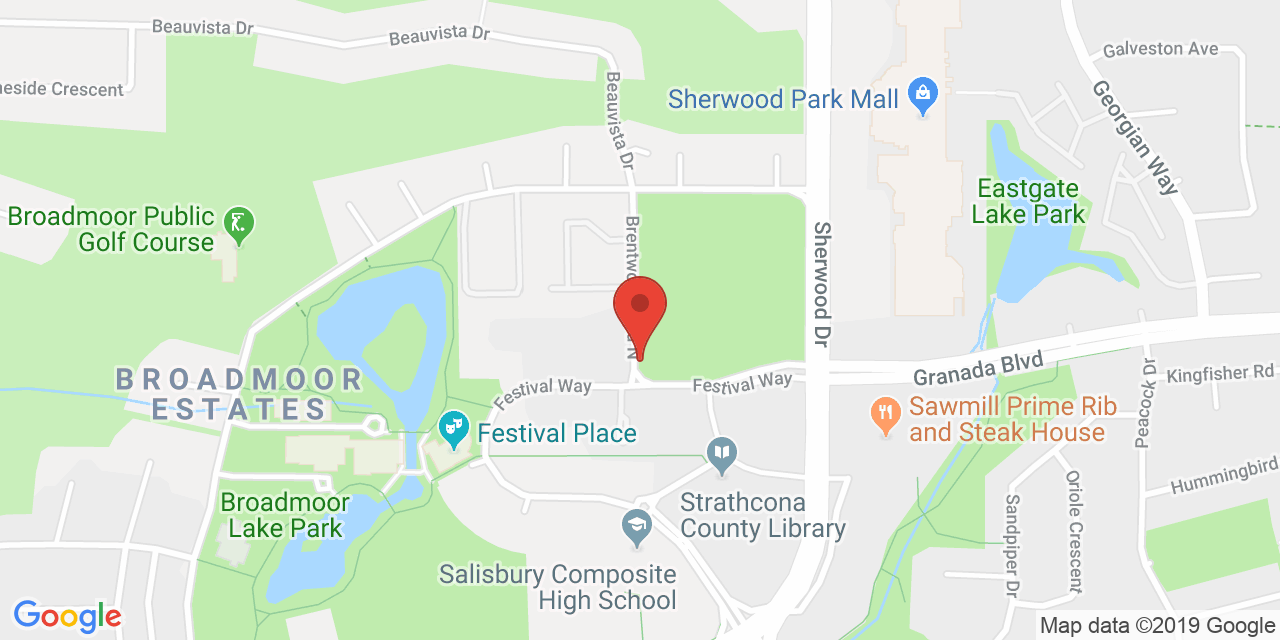 Beauvista Dr
Beauvista Dr
Galveston Ave
Crescent
Beauvista Dr
Georgian Way
Sherwood Park Mall
Eastgate
Lake Park
Broadmoor Public
Golf Course
Sherwood Dr
BROADMOOR
ESTATES
Festival Way
Festival Way
Granada Blvd
Peacock Dr
Kingfisher Rd
Sawmill Prime Rib
and Steak House
Festival Place
Hummingbird
Broadmoor
Lake Park
Strathcona
County Library
Sandpiper Dr
Oriole Crescent
Salisbury Composite
High School
Google
Map data ©2019 Google